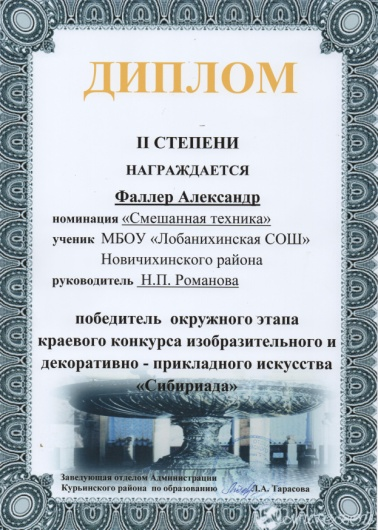 ДИПЛОМ
II СТЕПЕНИ
НАГРАЖДАЕТСЯ
Фаллер Александр
номинация «Смешанная техника»
ученик МБОУ «Лобанихинская СОШ»
Новичихинского района
руководитель Н.П. Романова
победитель окружного этапа
краевого конкурса изобразительного и
декоративно - прикладного искусства
«Сибириада»
Заведующая отделом Администрации
Курьинского района по образованию Л.А. Тарасова